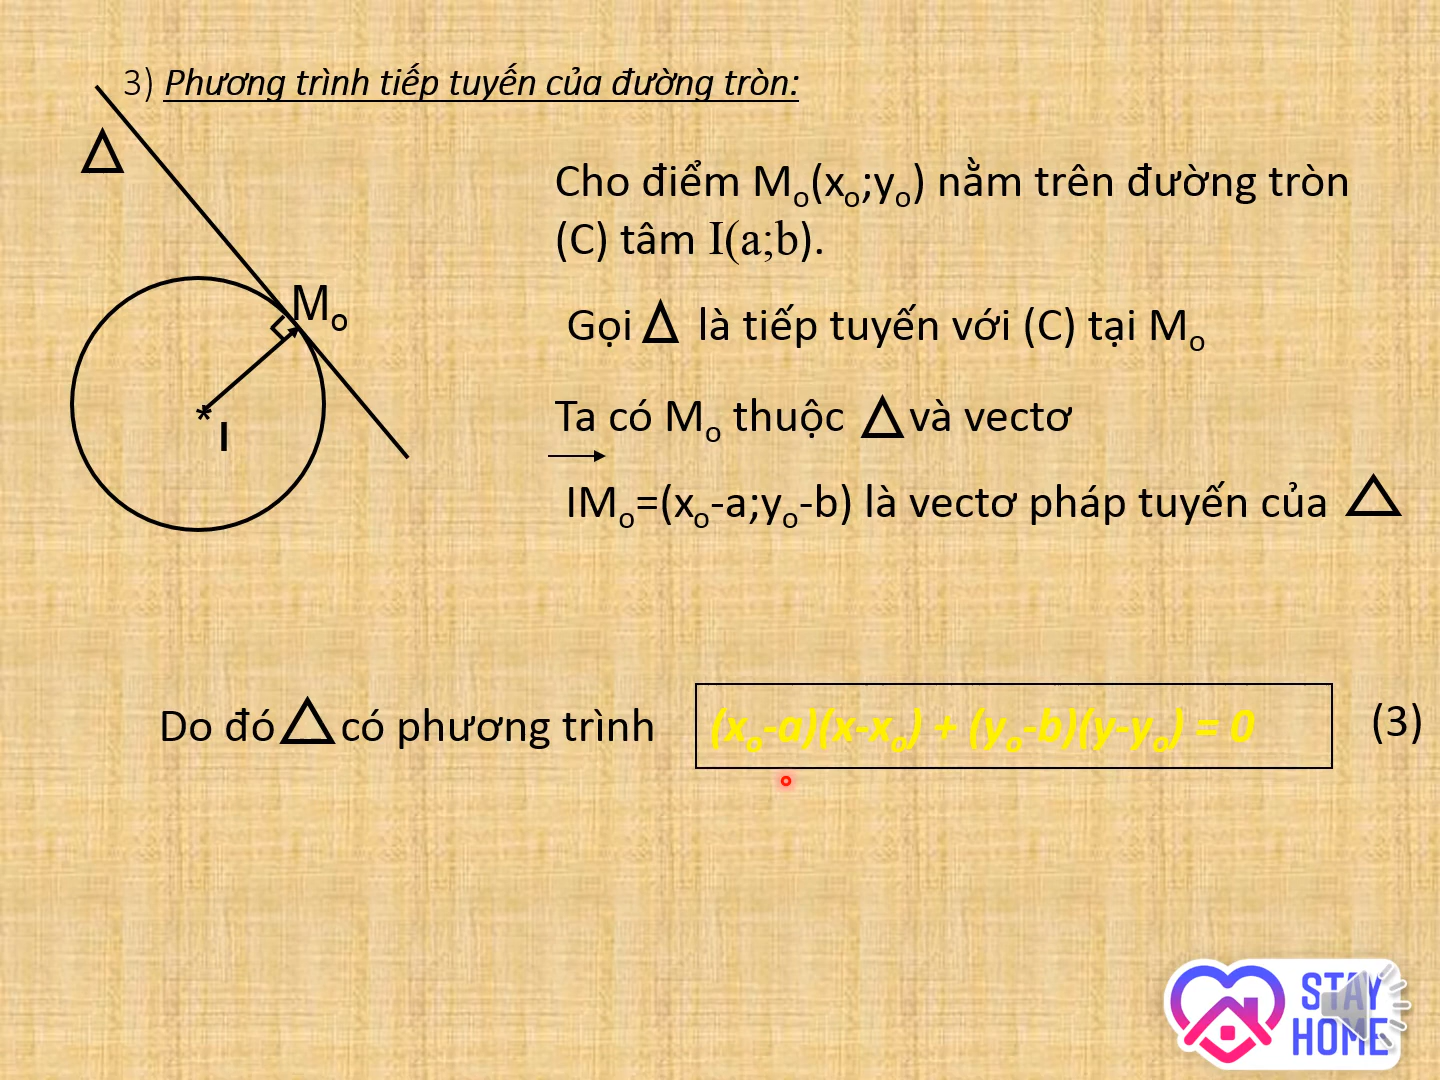 3) Phương trình tiếp tuyến của đường tròn:
Δ
Mo
* I
Cho điểm Mo(xo;yo) nằm trên đường tròn
(C) tâm I(a;b).
Gọi Δ là tiếp tuyến với (C) tại Mo
Ta có Mo thuộc Δ và vectơ
IMo=(xo-a;yo-b) là vectơ pháp tuyến của Δ
Do đó Δ có phương trình (xo-a)(x-xo) + (yo-b)(y-yo) = 0 (3)
STAY
HOME